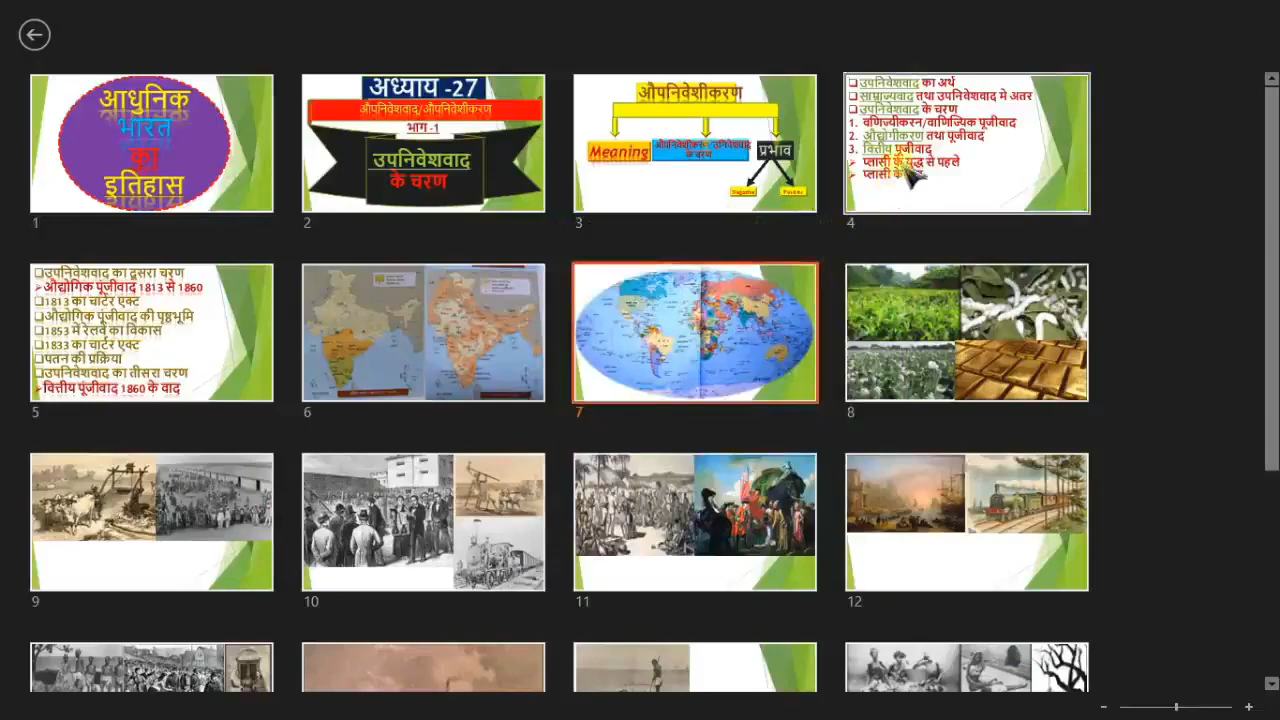 आधुनिक
भारत
का
इतिहास
1
अध्याय -27
औपनिवेशवाद/औपनिवेशीकरण
भाग -1
उपनिवेशवाद
के चरण
2
औपनिवेशीकरण
Meaning
प्रभाव
Negative
Positive
3
❑ उपनिवेशवाद का अर्थ
❑ साम्राज्यवाद तथा उपनिवेशवाद मे अतर
❑ उपनिवेशवाद के चरण
1. वणिज्यीकरन/वाणिज्पिक पूजीवाद
2. औद्योगीकरण तथा पूजीवाद
3. वित्तीय पूजीवाद
➢ प्लासी के युद्ध से पहले
➢ प्लासी के
4
❑उपनिवेशवाद का दूसरा चरण
➢औद्योगिक पूंजीवाद 1813 से 1860
❑1813 का चार्टर एक्ट
❑औद्योगिक पूंजीवाद की पृष्ठभूमि
❑1853 में रेलवे का विकास
❑1833 का चार्टर एक्ट
❑पतन की प्रक्रिया
❑उपनिवेशवाद का तीसरा चरण
➢वित्तीय पूंजीवाद 1860 के वाद
5
6
7
8
9
10
11
12